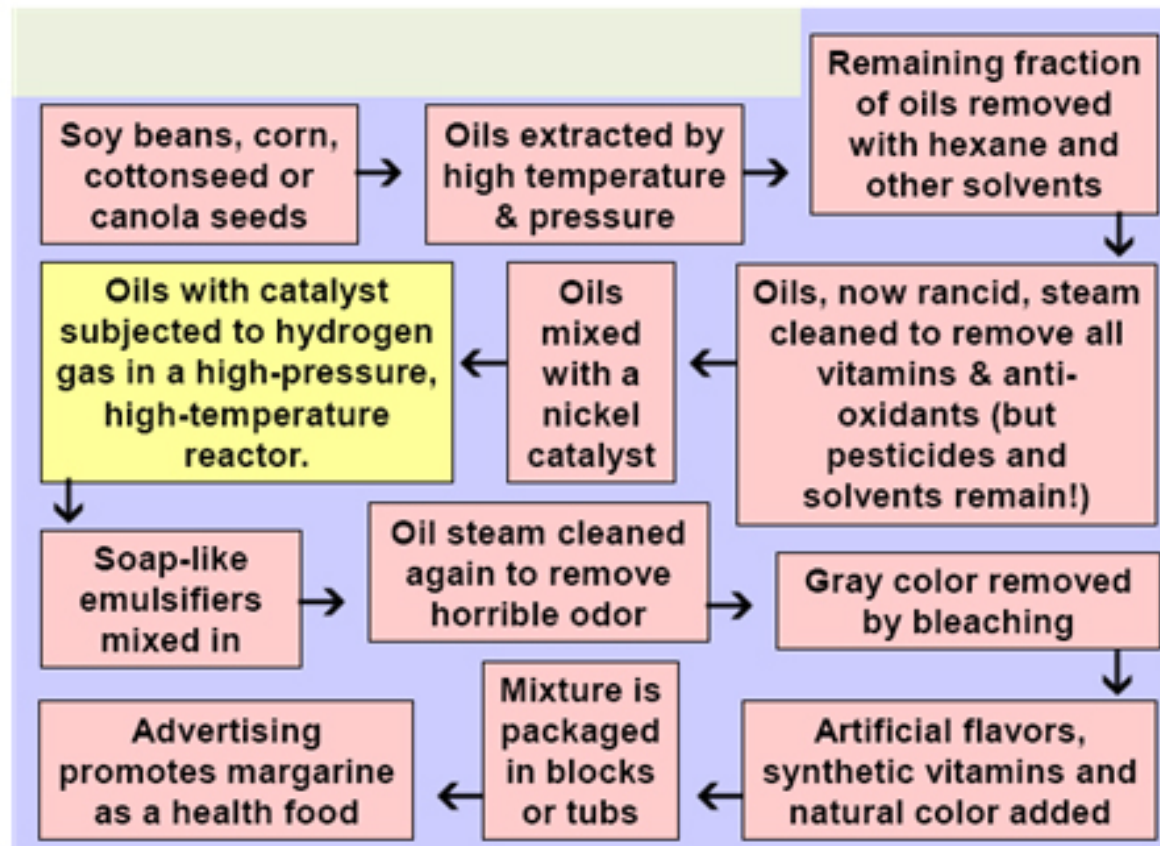 Soy beans, corn,
cottonseed or
canola seeds
Oils extracted by
high temperature
& pressure
Remaining fraction
of oils removed
with hexane and
other solvents
Oils, now rancid, steam
cleaned to remove all
vitamins & anti-
oxidants (but
pesticides and
solvents remain!)
Oils
mixed
with a
nickel
catalyst
Oils with catalyst
subjected to hydrogen
gas in a high-pressure,
high-temperature
reactor.
Soap-like
emulsifiers
mixed in
Oil steam cleaned
again to remove
horrible odor
Gray color removed
by bleaching
Artificial flavors,
synthetic vitamins and
natural color added
Mixture is
packaged
in blocks
or tubs
Advertising
promotes margarine
as a health food